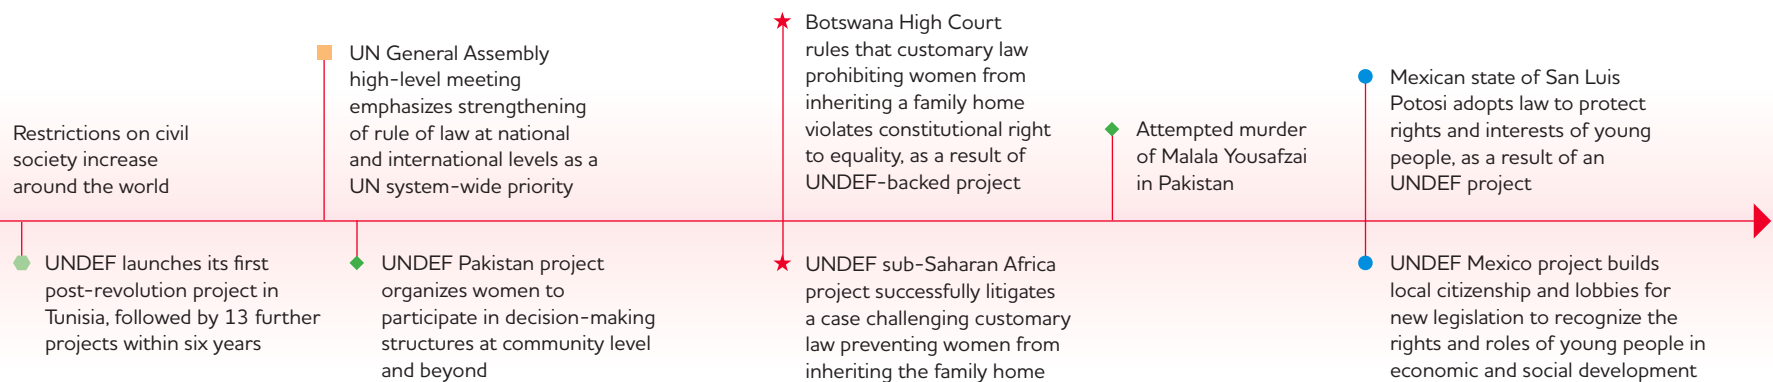 Restrictions on civil
society increase
around the world
UN General Assembly
high-level meeting
emphasizes strengthening
of rule of law at national
and international levels as a
UN system-wide priority
Botswana High Court
rules that customary law
prohibiting women from
inheriting a family home
violates constitutional right
to equality, as a result of
UNDEF-backed project
Attempted murder
of Malala Yousafzai
in Pakistan
Mexican state of San Luis
Potosi adopts law to protect
rights and interests of young
people, as a result of an
UNDEF project
UNDEF launches its first
post-revolution project in
Tunisia, followed by 13 further
projects within six years
UNDEF Pakistan project
organizes women to
participate in decision-making
structures at community level
and beyond
UNDEF sub-Saharan Africa
project successfully litigates
a case challenging customary
law preventing women from
inheriting the family home
UNDEF Mexico project builds
local citizenship and lobbies for
new legislation to recognize the
rights and roles of young people in
economic and social development